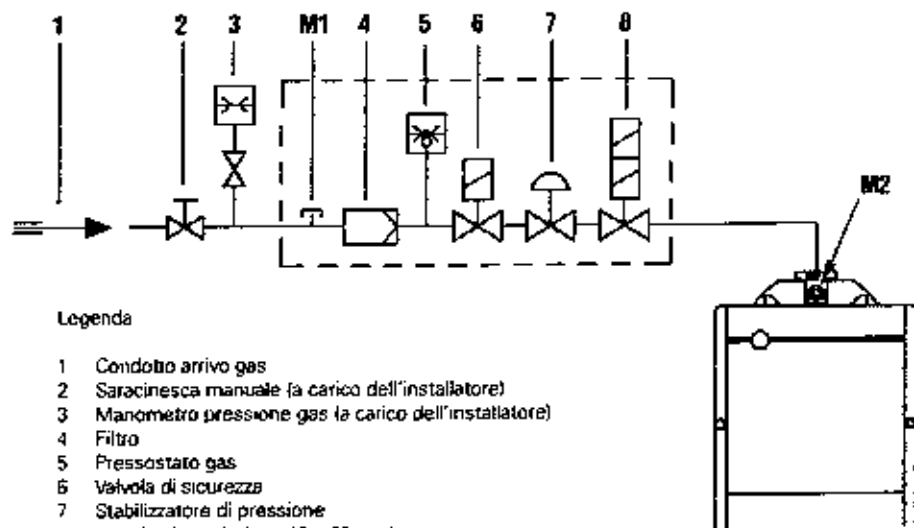 1 2 3 M1 4 5 6 7 8
M2
Legenda
1 Condotto arrivo gas
2 Saracinesca manuale (a carico dell'installatore)
3 Manometro pressione gas (a carico dell'installatore)
4 Filtro
5 Pressostato gas
6 Valvola di sicurezza
7 Stabilizzatore di pressione